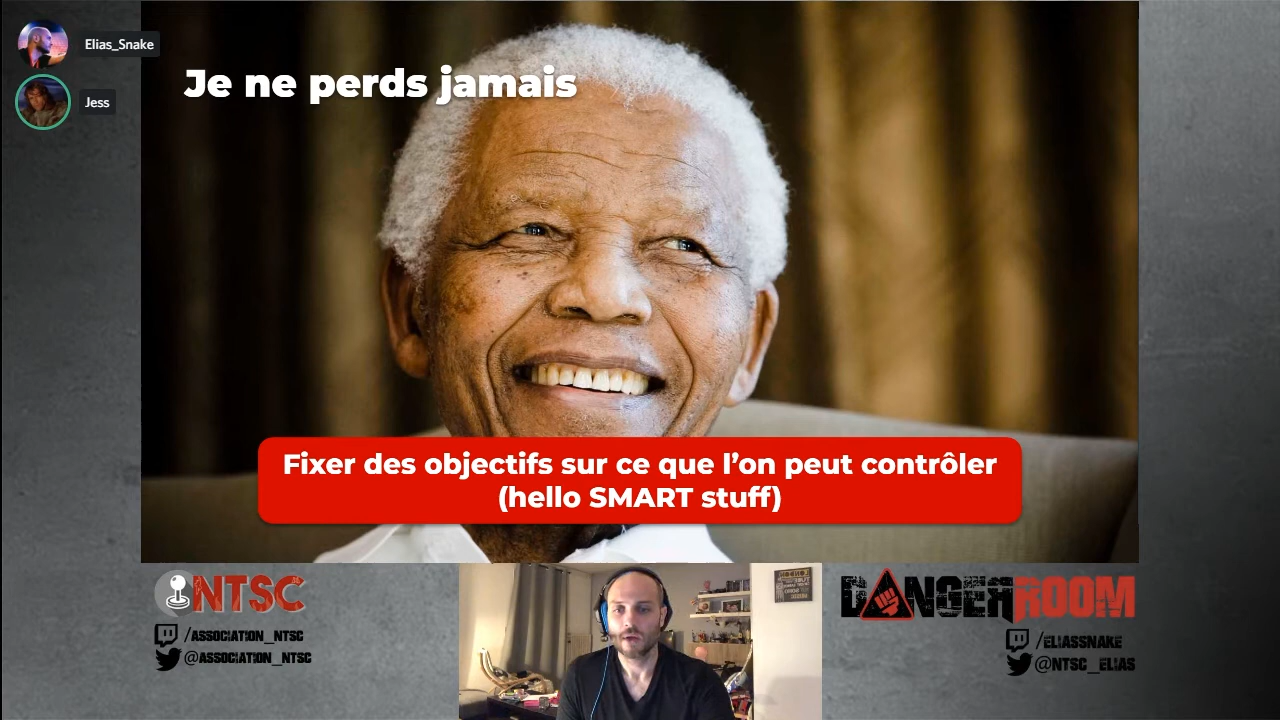 Elias_Snake
Jess
Je ne perds jamais
Fixer des objectifs sur ce que l’on peut contrôler
(hello SMART stuff)
NTSC
/ASSOCIATION_NTSC
@ASSOCIATION_NTSC
DANGERROOM
/ELIASSNAKE
@NTSC_ELIAS